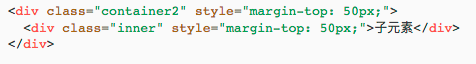 <div class="container2" style="margin-top: 50px;">
  <div class="inner" style="margin-top: 50px;">子元素</div>
</div>